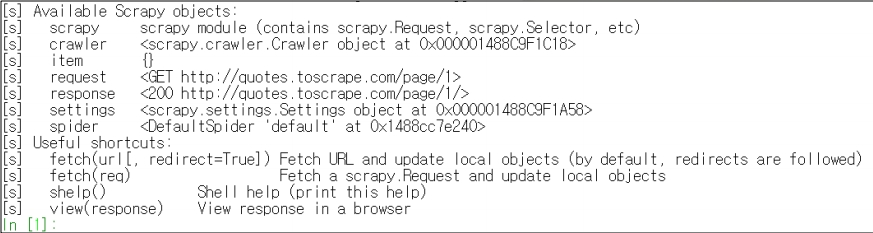 [s] Available Scrapy objects:
[s]   scrapy     scrapy module (contains scrapy.Request, scrapy.Selector, etc)
[s]   crawler    <scrapy.crawler.Crawler object at 0x000001488C9F1C18>
[s]   item       {}
[s]   request    <GET http://quotes.toscrape.com/page/1>
[s]   response   <200 http://quotes.toscrape.com/page/1/>
[s]   settings   <scrapy.settings.Settings object at 0x000001488C9F1A58>
[s]   spider     <DefaultSpider 'default' at 0x1488cc7e240>
[s] Useful shortcuts:
[s]   fetch(url[, redirect=True]) Fetch URL and update local objects (by default, redirects are followed)
[s]   fetch(req)                  Fetch a scrapy.Request and update local objects
[s]   shelp()           Shell help (print this help)
[s]   view(response)    View response in a browser
In [1]: